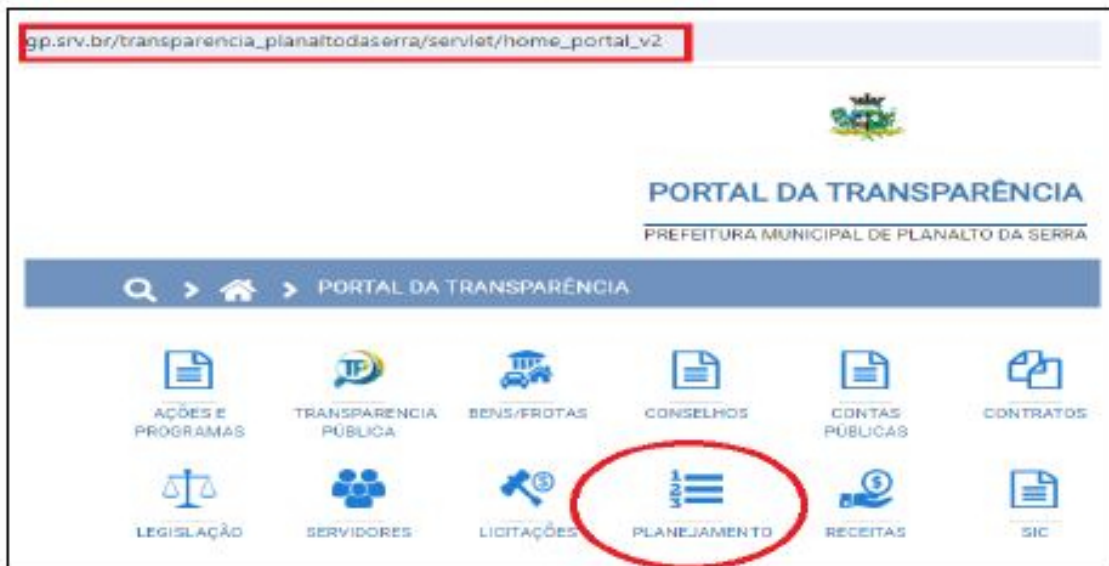 gp.srv.br/transparencia_planaltodaserra/servlet/home_portal_v2
PORTAL DA TRANSPARÊNCIA
PREFEITURA MUNICIPAL DE PLANALTO DA SERRA
PORTAL DA TRANSPARÊNCIA
AÇÕES E PROGRAMAS
TRANSPARENCIA PÚBLICA
BENS/FROTAS
CONSELHOS
CONTAS PÚBLICAS
CONTRATOS
LEGISLAÇÃO
SERVIDORES
LICITAÇÕES
PLANEJAMENTO
RECEITAS
SIC